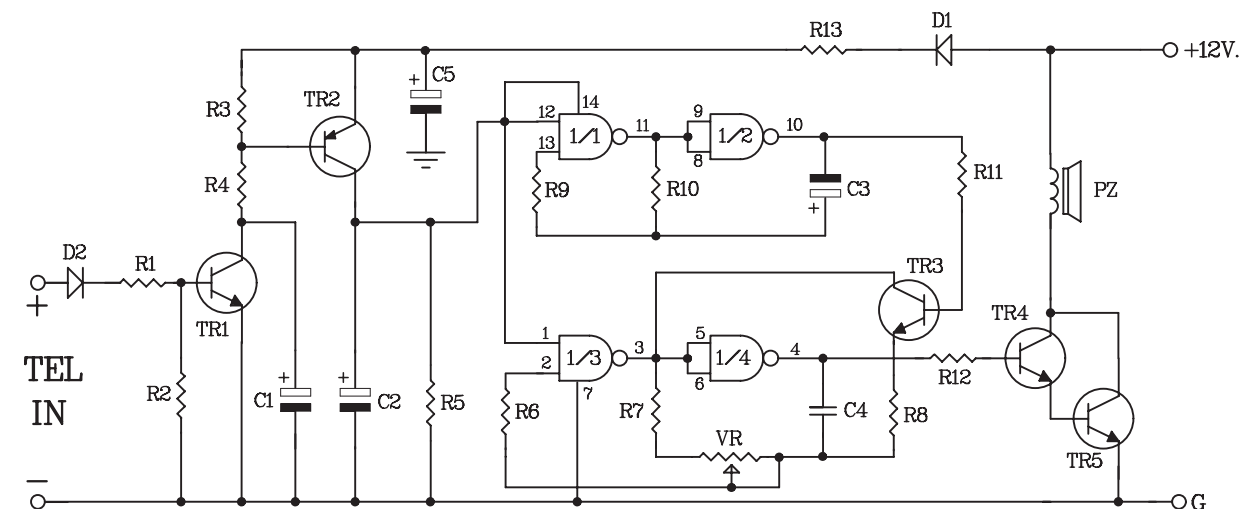 D1
R13
+12V.
C5
+
TR2
R3
14
12
11
9
10
1/1
1/2
13
8
R4
R9
R10
C3
+
R11
PZ
D2
R1
TR3
+
TR1
TR4
1
3
5
4
2
1/3
1/4
TEL
IN
6
R12
7
R2
+
C1
+
C2
R5
R6
R7
C4
R8
VR
TR5
−
G